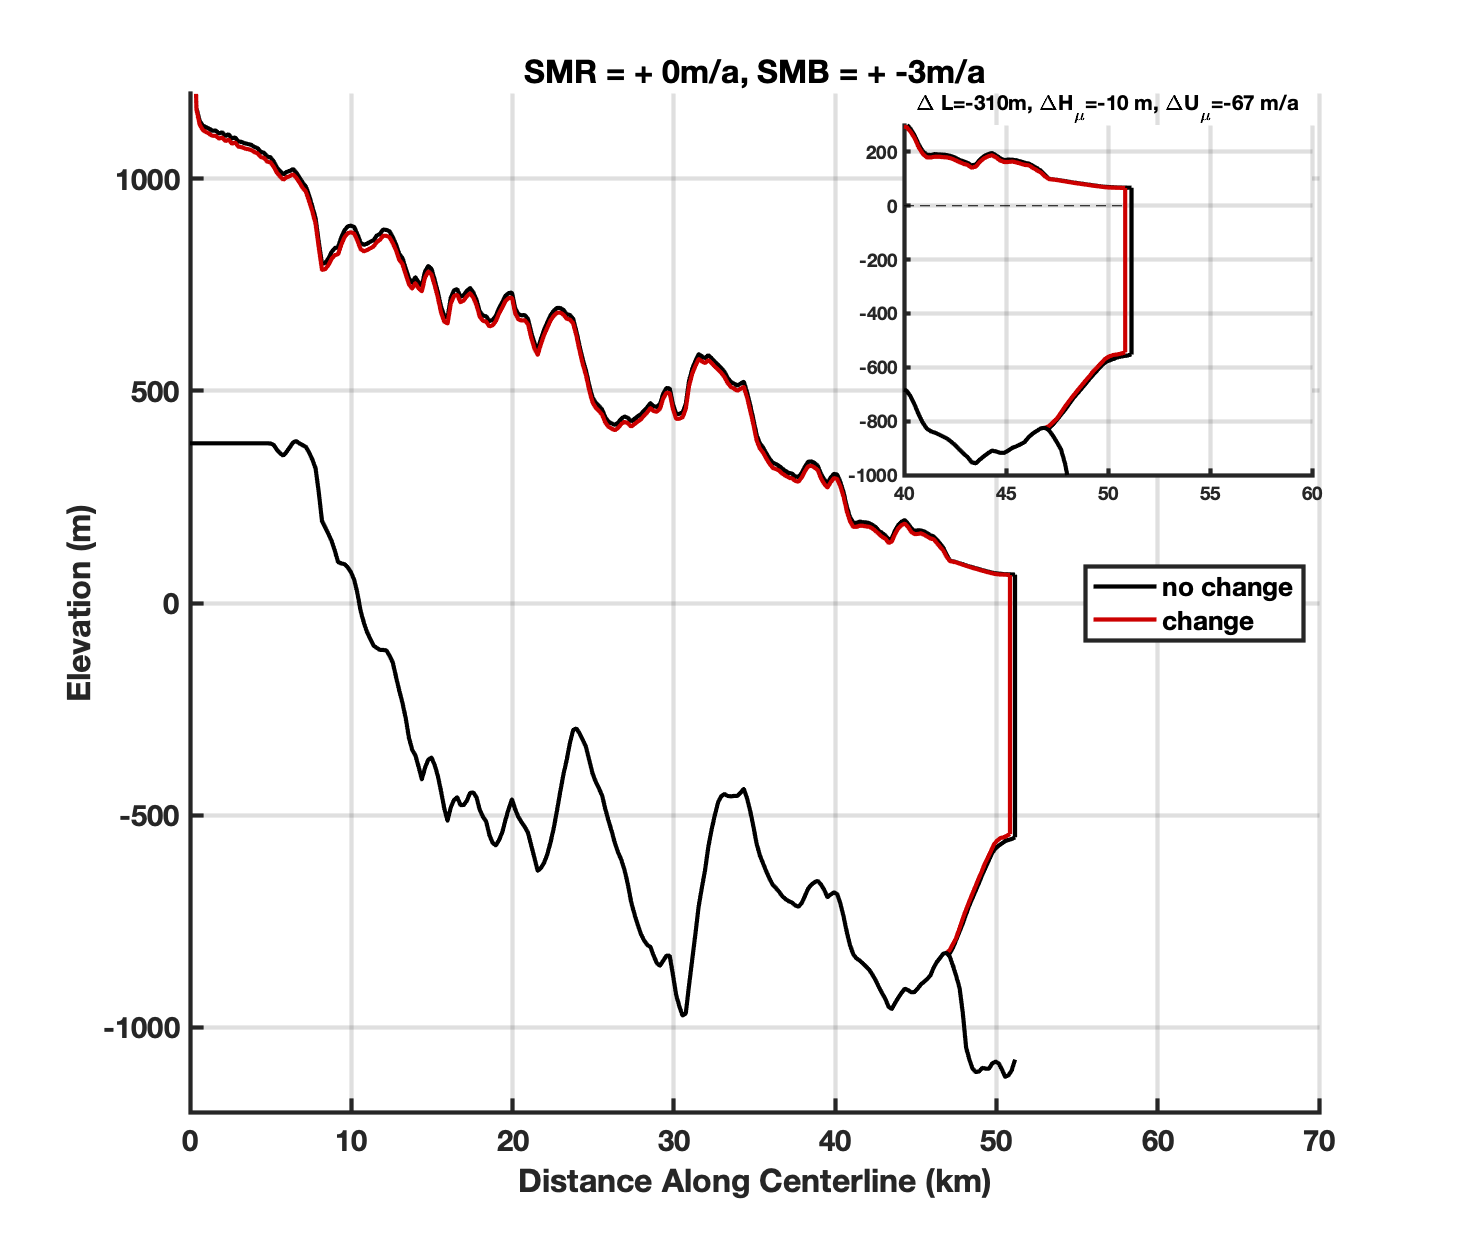 SMR = + 0m/a, SMB = + -3m/a
Δ L=-310m, ΔHμ=-10 m, ΔUμ=-67 m/a
200
0
-200
-400
-600
-800
-1000
40 45 50 55 60
1000
500
0
-500
-1000
Elevation (m)
no change
change
0 10 20 30 40 50 60 70
Distance Along Centerline (km)